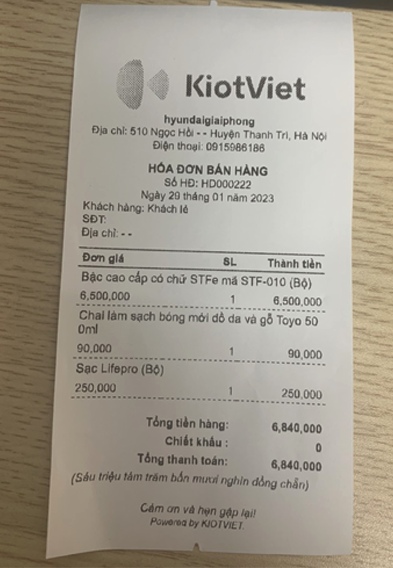 KiotViet
hyundaigiaiphong
Địa chỉ: 510 Ngọc Hồi - - Huyện Thanh Trì, Hà Nội
Điện thoại: 0915986186
HÓA ĐƠN BÁN HÀNG
Số HĐ: HD000222
Ngày 29 tháng 01 năm 2023
Khách hàng: Khách lẻ
SĐT:
Địa chỉ: - -
Đơn giá SL Thành tiền
Bậc cao cấp có chữ STFe mã STF-010 (Bộ)
6,500,000 1 6,500,000
Chai làm sạch bóng mới đồ da và gỗ Toyo 50
0ml
90,000 1 90,000
Sạc Lifepro (Bộ)
250,000 1 250,000
Tổng tiền hàng: 6,840,000
Chiết khấu : 0
Tổng thanh toán: 6,840,000
(Sáu triệu tám trăm bốn mươi nghìn đồng chẵn)
Cảm ơn và hẹn gặp lại!
Powered by KIOTVIET.